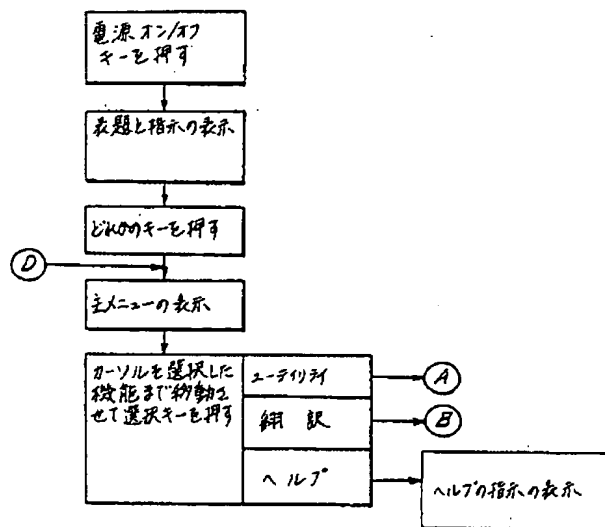 電源オン/オフ
キーを押す
表題と指示の表示
どれかのキーを押す
D
主メニューの表示
カーソルを選択した
機能まで移動さ
せて選択キーを押す
ユーティリティ
A
翻訳
B
ヘルプ
ヘルプの指示の表示